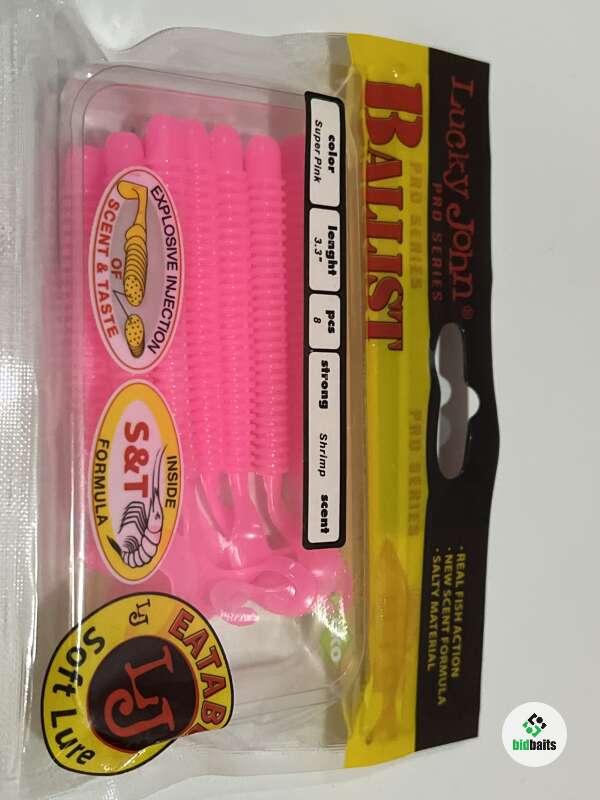 Lucky John®
PRO SERIES
BALLIST
PRO SERIES
PRO SERIES
· REAL FISH ACTION
· NEW SCENT FORMULA
· SALTY MATERIAL
color
Super Pink
lenght
3.3"
pcs
8
strong
Shrimp
scent
EXPLOSIVE INJECTION
OF
SCENT & TASTE
INSIDE
S&T
FORMULA
EATAB
LJ
LJ
Soft Lure
bidbaits